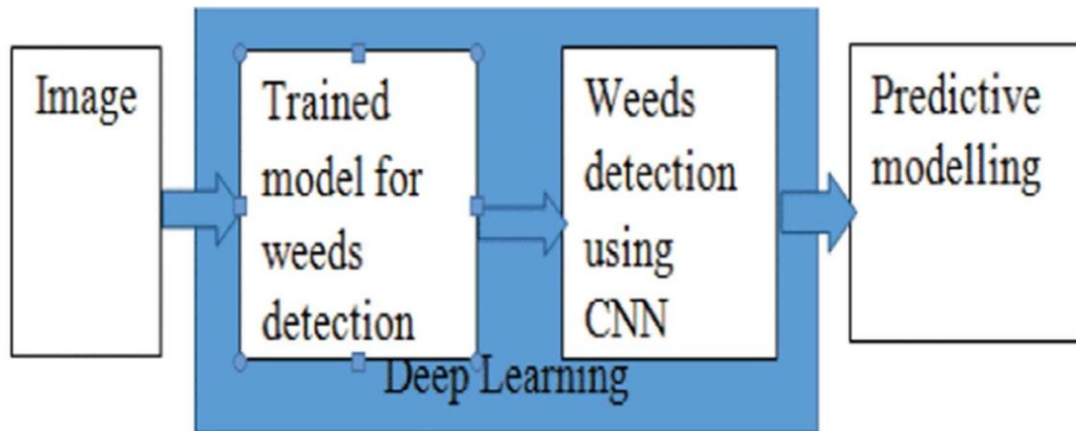 Image
Trained
model for
weeds
detection
Weeds
detection
using
CNN
Predictive
modelling
Deep Learning